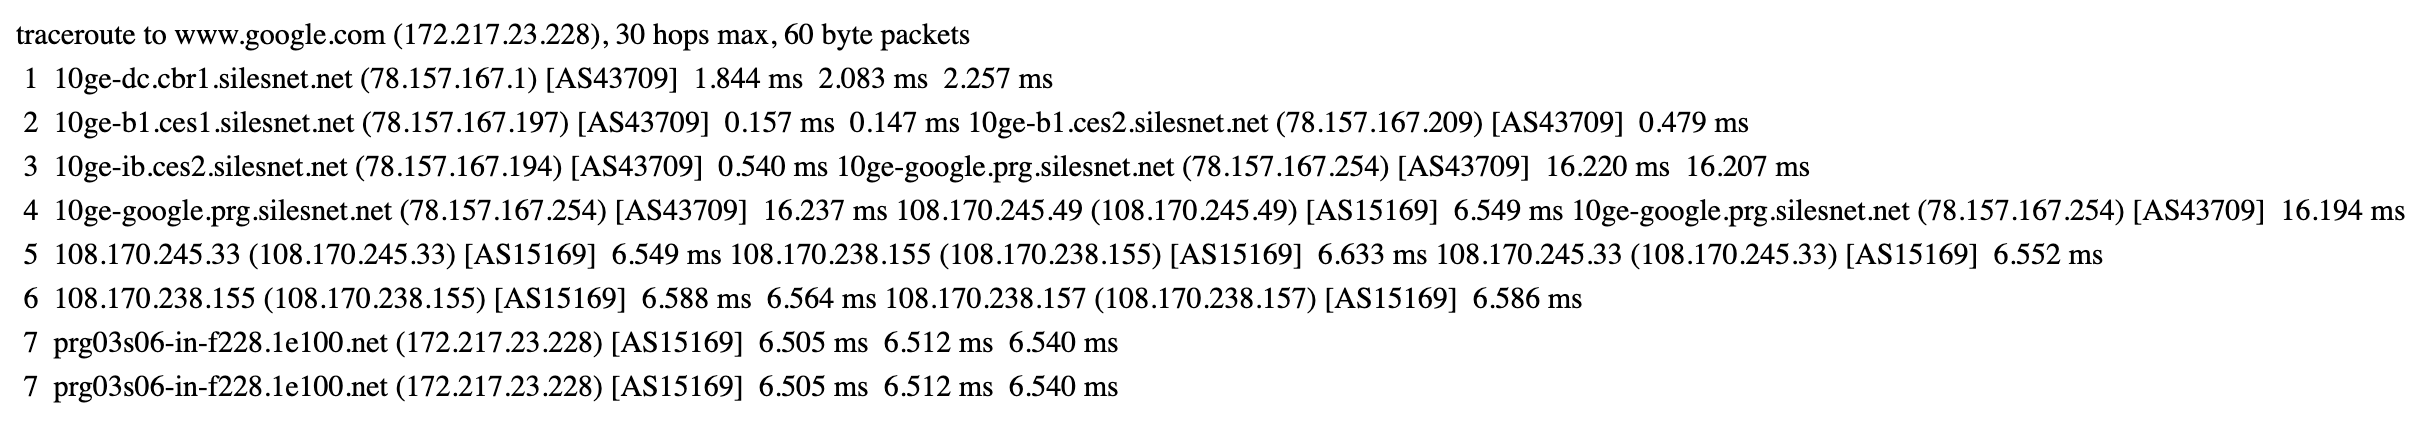 traceroute to www.google.com (172.217.23.228), 30 hops max, 60 byte packets
1 10ge-dc.cbr1.silesnet.net (78.157.167.1) [AS43709] 1.844 ms 2.083 ms 2.257 ms
2 10ge-b1.ces1.silesnet.net (78.157.167.197) [AS43709] 0.157 ms 0.147 ms 10ge-b1.ces2.silesnet.net (78.157.167.209) [AS43709] 0.479 ms
3 10ge-ib.ces2.silesnet.net (78.157.167.194) [AS43709] 0.540 ms 10ge-google.prg.silesnet.net (78.157.167.254) [AS43709] 16.220 ms 16.207 ms
4 10ge-google.prg.silesnet.net (78.157.167.254) [AS43709] 16.237 ms 108.170.245.49 (108.170.245.49) [AS15169] 6.549 ms 10ge-google.prg.silesnet.net (78.157.167.254) [AS43709] 16.194 ms
5 108.170.245.33 (108.170.245.33) [AS15169] 6.549 ms 108.170.238.155 (108.170.238.155) [AS15169] 6.633 ms 108.170.245.33 (108.170.245.33) [AS15169] 6.552 ms
6 108.170.238.155 (108.170.238.155) [AS15169] 6.588 ms 6.564 ms 108.170.238.157 (108.170.238.157) [AS15169] 6.586 ms
7 prg03s06-in-f228.1e100.net (172.217.23.228) [AS15169] 6.505 ms 6.512 ms 6.540 ms
7 prg03s06-in-f228.1e100.net (172.217.23.228) [AS15169] 6.505 ms 6.512 ms 6.540 ms